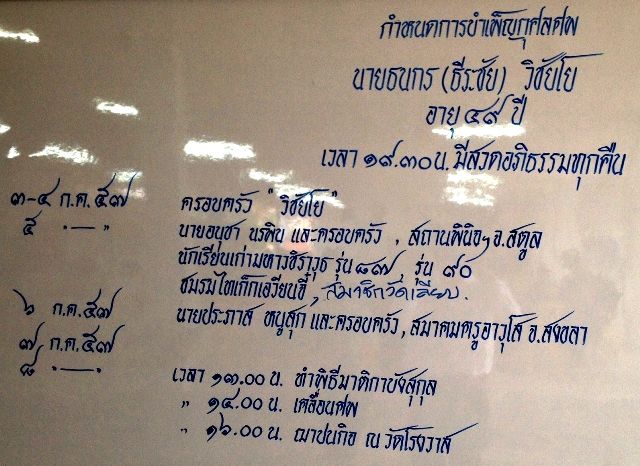 กำหนดการบำเพ็ญกุศลศพ
นายธนกร (ธีระชัย) วิชัยโย
อายุ ๔๙ ปี
เวลา ๑๙.๓๐ น. มีสวดอภิธรรมทุกคืน
๓-๔ ก.ค. ๕๗ ครอบครัว "วิชัยโย"
๕ " — " นายอนุชา นรพิน และครอบครัว , สถานพินิจฯ จ.สตูล
นักเรียนเก่ามหาวชิราวุธ รุ่น ๘๗ , รุ่น ๙๐
ชมรมไทเก็กเอวียนชี่ , สมาชิกวัดเลียบ.
๖ ก.ค. ๕๗ นายประภาส หนูสุก และครอบครัว, สมาคมครูอาวุโส จ.สงขลา
๗ ก.ค. ๕๗
๘ " — " เวลา ๑๓.๐๐ น. ทำพิธีมาติกาบังสุกุล
" ๑๔.๐๐ น. เคลื่อนศพ
" ๑๖.๐๐ น. ฌาปนกิจ ณ วัดโรงวาส